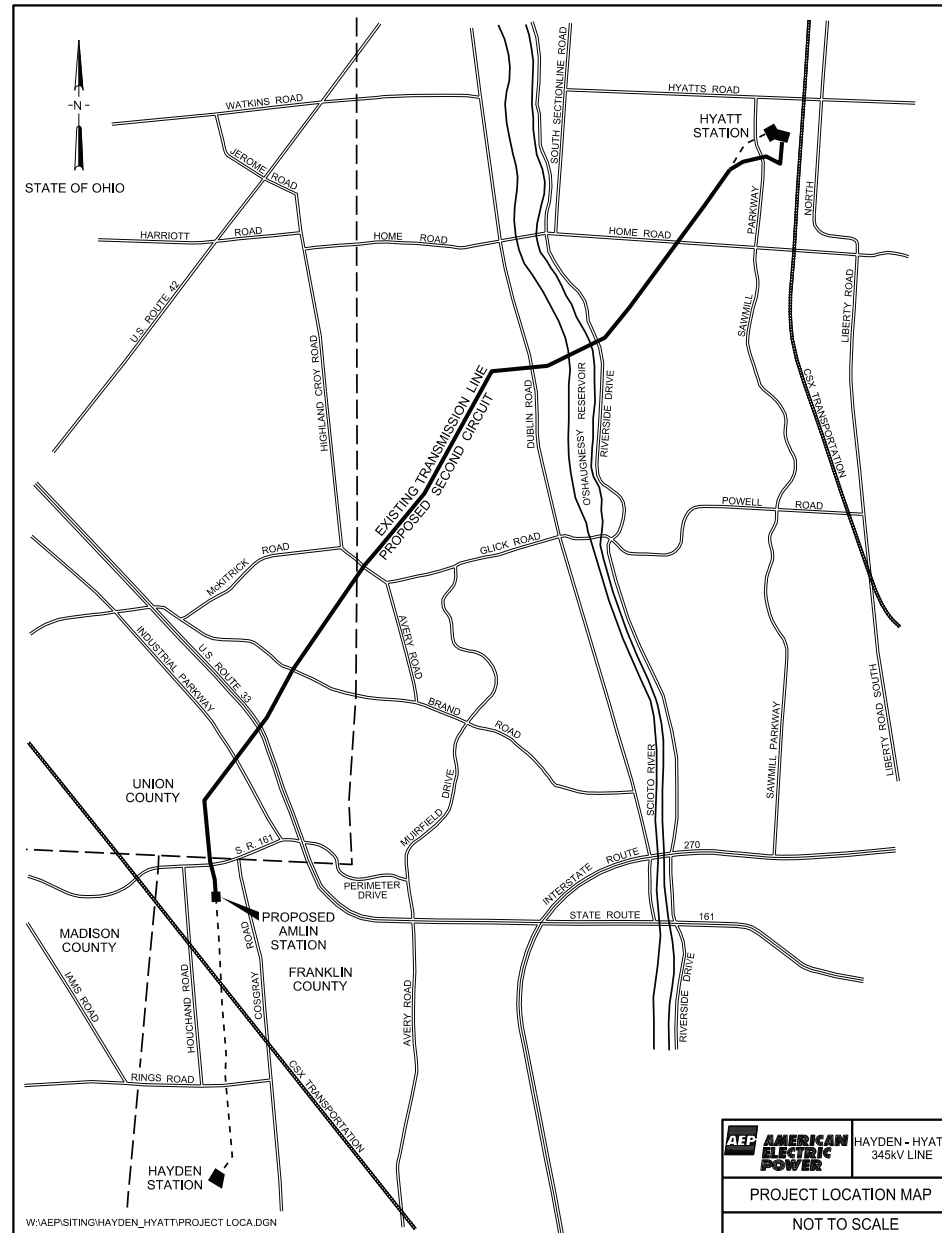 -N-
STATE OF OHIO
WATKINS ROAD
JEROME ROAD
HARRIOTT ROAD
HOME ROAD
U.S. ROUTE 42
HIGHLAND CROY ROAD
SOUTH SECTIONLINE ROAD
HYATTS ROAD
HYATT
STATION
PARKWAY
NORTH
HOME ROAD
SAWMILL
LIBERTY ROAD
CSX TRANSPORTATION
EXISTING TRANSMISSION LINE
PROPOSED SECOND CIRCUIT
DUBLIN ROAD
O'SHAUGNESSY RESERVOIR
RIVERSIDE DRIVE
POWELL ROAD
GLICK ROAD
McKITRICK ROAD
AVERY ROAD
INDUSTRIAL PARKWAY
U.S. ROUTE 33
BRAND ROAD
MUIRFIELD DRIVE
SCIOTO RIVER
SAWMILL PARKWAY
LIBERTY ROAD SOUTH
UNION
COUNTY
S.R. 161
PERIMETER
DRIVE
INTERSTATE ROUTE 270
STATE ROUTE 161
PROPOSED
AMLIN
STATION
MADISON
COUNTY
FRANKLIN
COUNTY
IAMS ROAD
HOUCHAND ROAD
COSGRAY ROAD
AVERY ROAD
RIVERSIDE DRIVE
RINGS ROAD
CSX TRANSPORTATION
HAYDEN
STATION
W:\AEP\SITING\HAYDEN_HYATT\PROJECT LOCA.DGN
AEP AMERICAN
ELECTRIC
POWER
HAYDEN - HYAT
345kV LINE
PROJECT LOCATION MAP
NOT TO SCALE